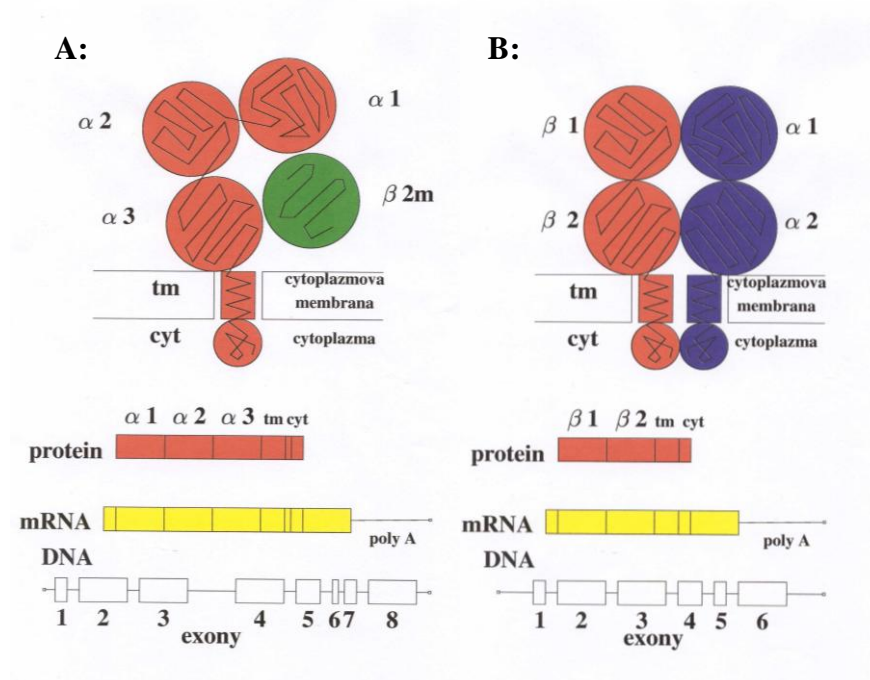 A:
α 1
α 2
β 2m
α 3
tm
cytoplazmova
membrana
cyt
cytoplazma
α 1 α 2 α 3 tm cyt
protein
mRNA
poly A
DNA
1 2 3 4 5 6 7 8
exony
B:
β 1
α 1
β 2
α 2
tm
cytoplazmova
membrana
cyt
cytoplazma
β 1 β 2 tm cyt
protein
mRNA
poly A
DNA
1 2 3 4 5 6
exony